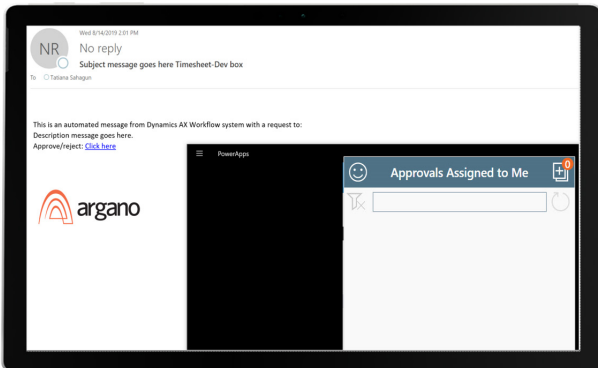 Wed 8/14/2019 2:01 PM
NR
No reply
Subject message goes here Timesheet-Dev box
To Tatiana Sahagun
This is an automated message from Dynamics AX Workflow system with a request to:
Description message goes here.
Approve/reject: Click here
PowerApps
Approvals Assigned to Me
0
argano